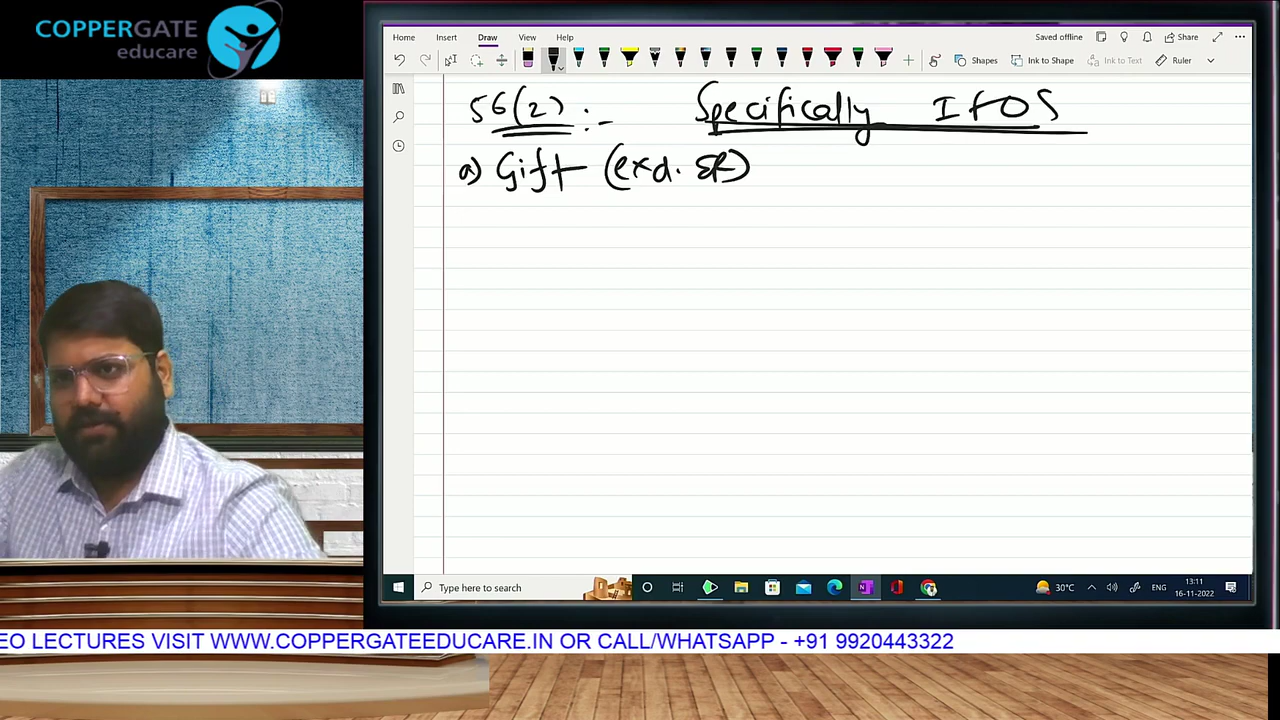 COPPERGATE
educare
Home Insert Draw View Help
Saved offline Share
Shapes Ink to Shape Ink to Text Ruler
56(2) :- Specifically IFOS
a) Gift (exd. SR)
Type here to search
30°C ENG 13:11
16-11-2022
EO LECTURES VISIT WWW.COPPERGATEEDUCARE.IN OR CALL/WHATSAPP - +91 9920443322